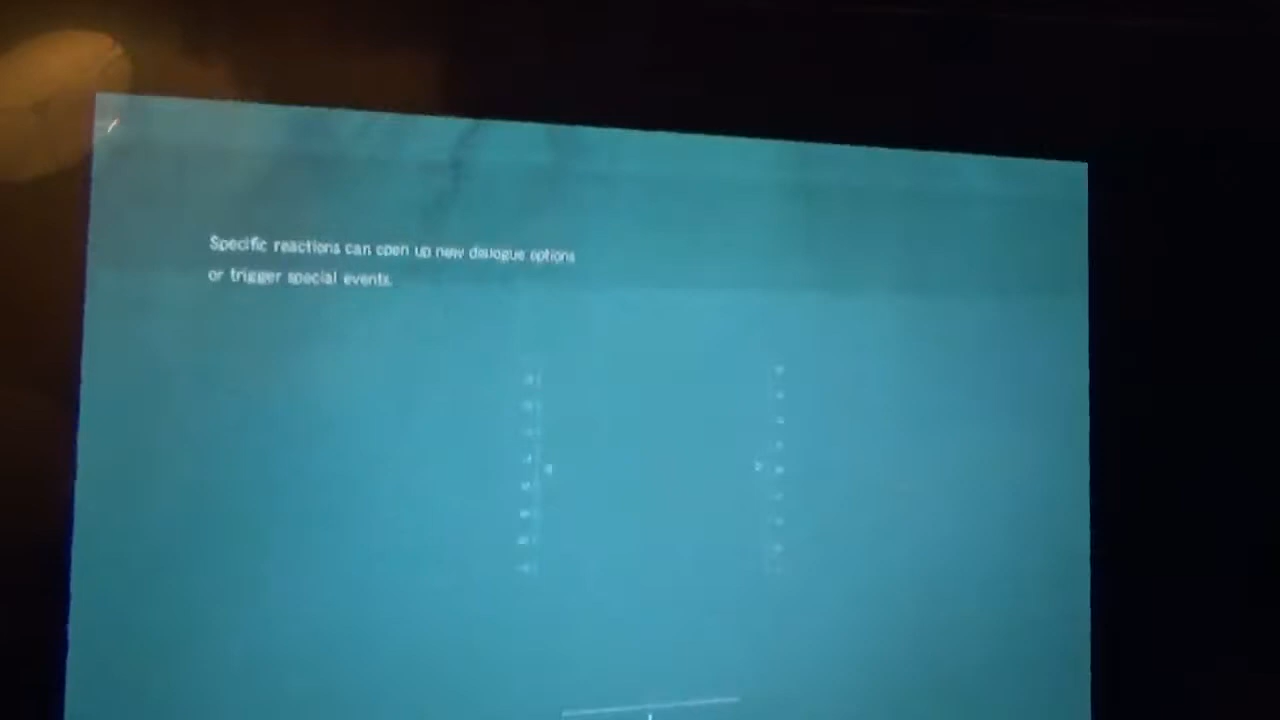 Specific reactions can open up new dialogue options
or trigger special events.